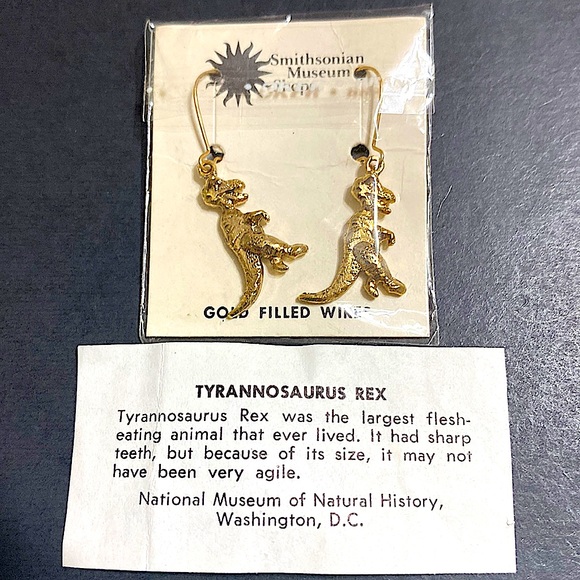 Smithsonian
Museum
Shop
GOLD FILLED WIRES
TYRANNOSAURUS REX
Tyrannosaurus Rex was the largest flesh-
eating animal that ever lived. It had sharp
teeth, but because of its size, it may not
have been very agile.
National Museum of Natural History,
Washington, D.C.